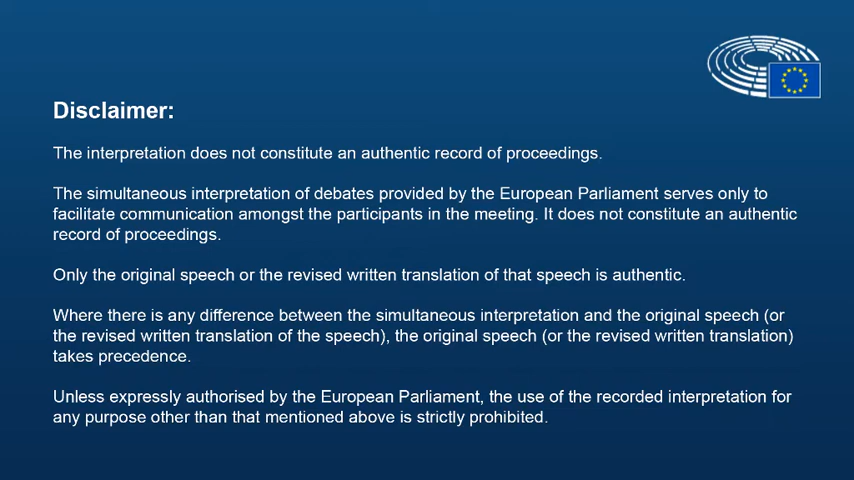 Disclaimer:
The interpretation does not constitute an authentic record of proceedings.
The simultaneous interpretation of debates provided by the European Parliament serves only to
facilitate communication amongst the participants in the meeting. It does not constitute an authentic
record of proceedings.
Only the original speech or the revised written translation of that speech is authentic.
Where there is any difference between the simultaneous interpretation and the original speech (or
the revised written translation of the speech), the original speech (or the revised written translation)
takes precedence.
Unless expressly authorised by the European Parliament, the use of the recorded interpretation for
any purpose other than that mentioned above is strictly prohibited.